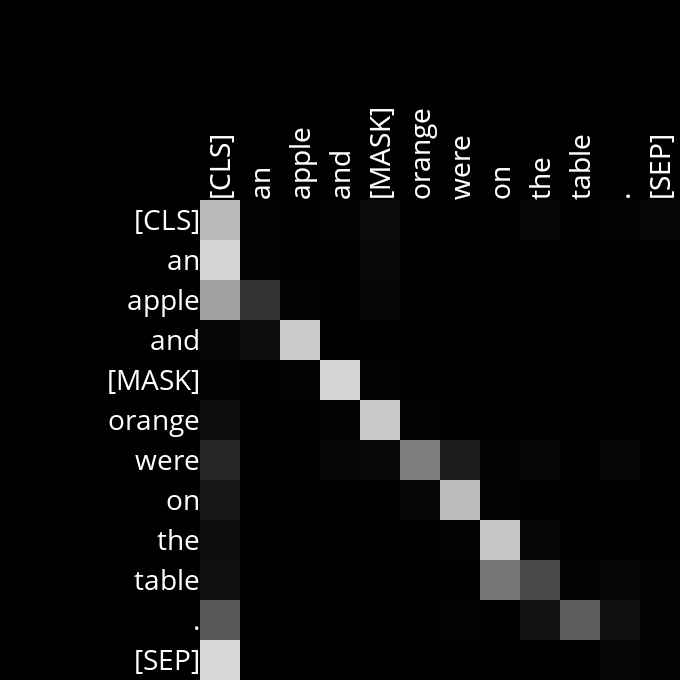 [CLS] an apple and [MASK] orange were on the table . [SEP]
[CLS]
an
apple
and
[MASK]
orange
were
on
the
table
.
[SEP]